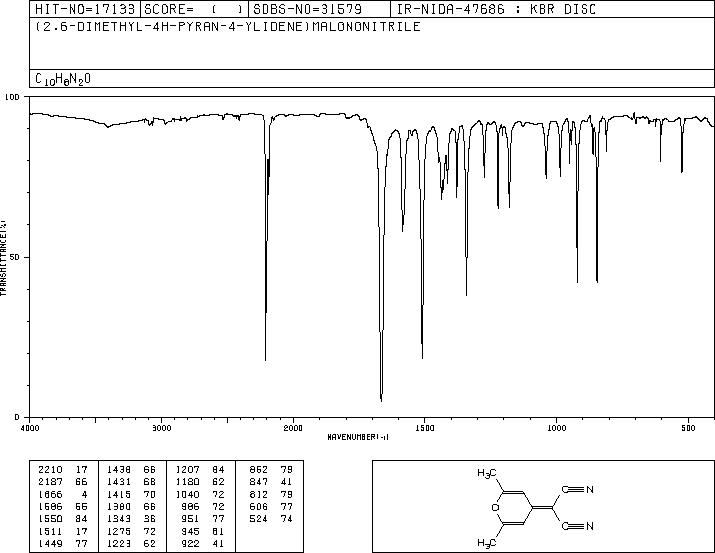 HIT-NO=17133 SCORE= ( ) SDBS-NO=31579 IR-NIDA-47686 : KBR DISC
(2.6-DIMETHYL-4H-PYRAN-4-YLIDENE)MALONONITRILE
C10H8N2O
100
50
0
TRANSMITTANCE(%)
4000 3000 2000 1500 1000 500
WAVENUMBER(-1)
2210 17 1438 66 1207 84 862 79
2187 66 1431 68 1180 62 847 41
1666 4 1415 70 1040 72 812 79
1586 55 1380 66 986 72 606 77
1550 84 1343 36 951 77 524 74
1511 17 1275 72 945 81
1449 77 1223 62 922 41
H3C
C N
O
C N
H3C